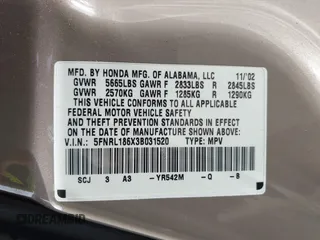 MFD. BY HONDA MFG. OF ALABAMA, LLC 11/'02
GVWR 5665LBS GAWR F 2833LBS R 2845LBS
GVWR 2570KG GAWR F 1285KG R 1290KG
THIS VEHICLE CONFORMS TO ALL APPLICABLE
FEDERAL MOTOR VEHICLE SAFETY AND THEFT
PREVENTION STANDARDS IN EFFECT ON THE DATE
OF MANUFACTURE SHOWN ABOVE.
V.I.N.: 5FNRL186X3B031520 TYPE: MPV
SCJ 3 A3 -YR542M -Q -B